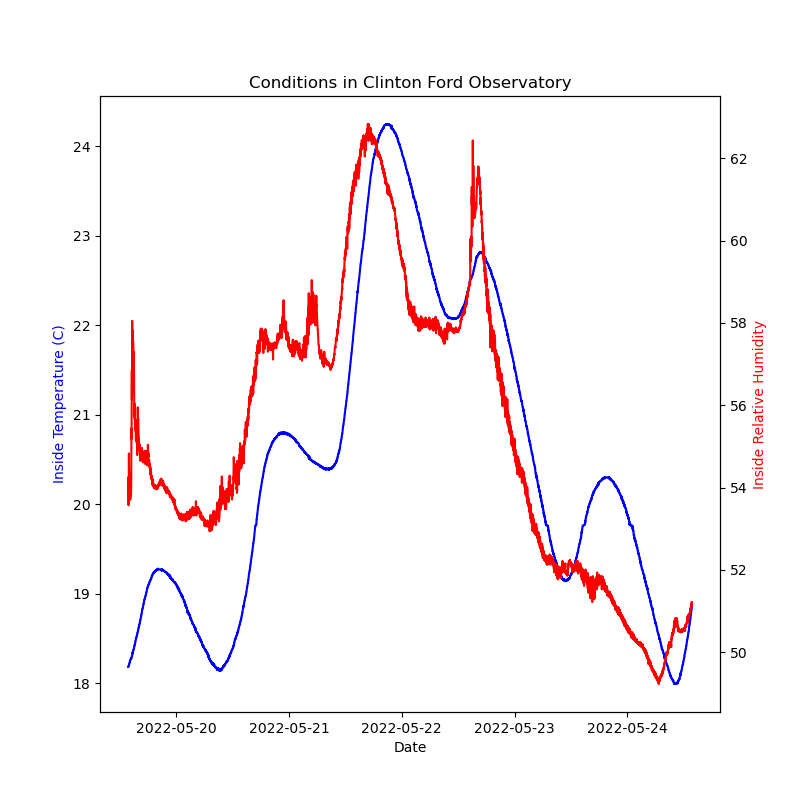 Conditions in Clinton Ford Observatory
24
23
22
21
20
19
18
Inside Temperature (C)
62
60
58
56
54
52
50
Inside Relative Humidity
2022-05-20 2022-05-21 2022-05-22 2022-05-23 2022-05-24
Date